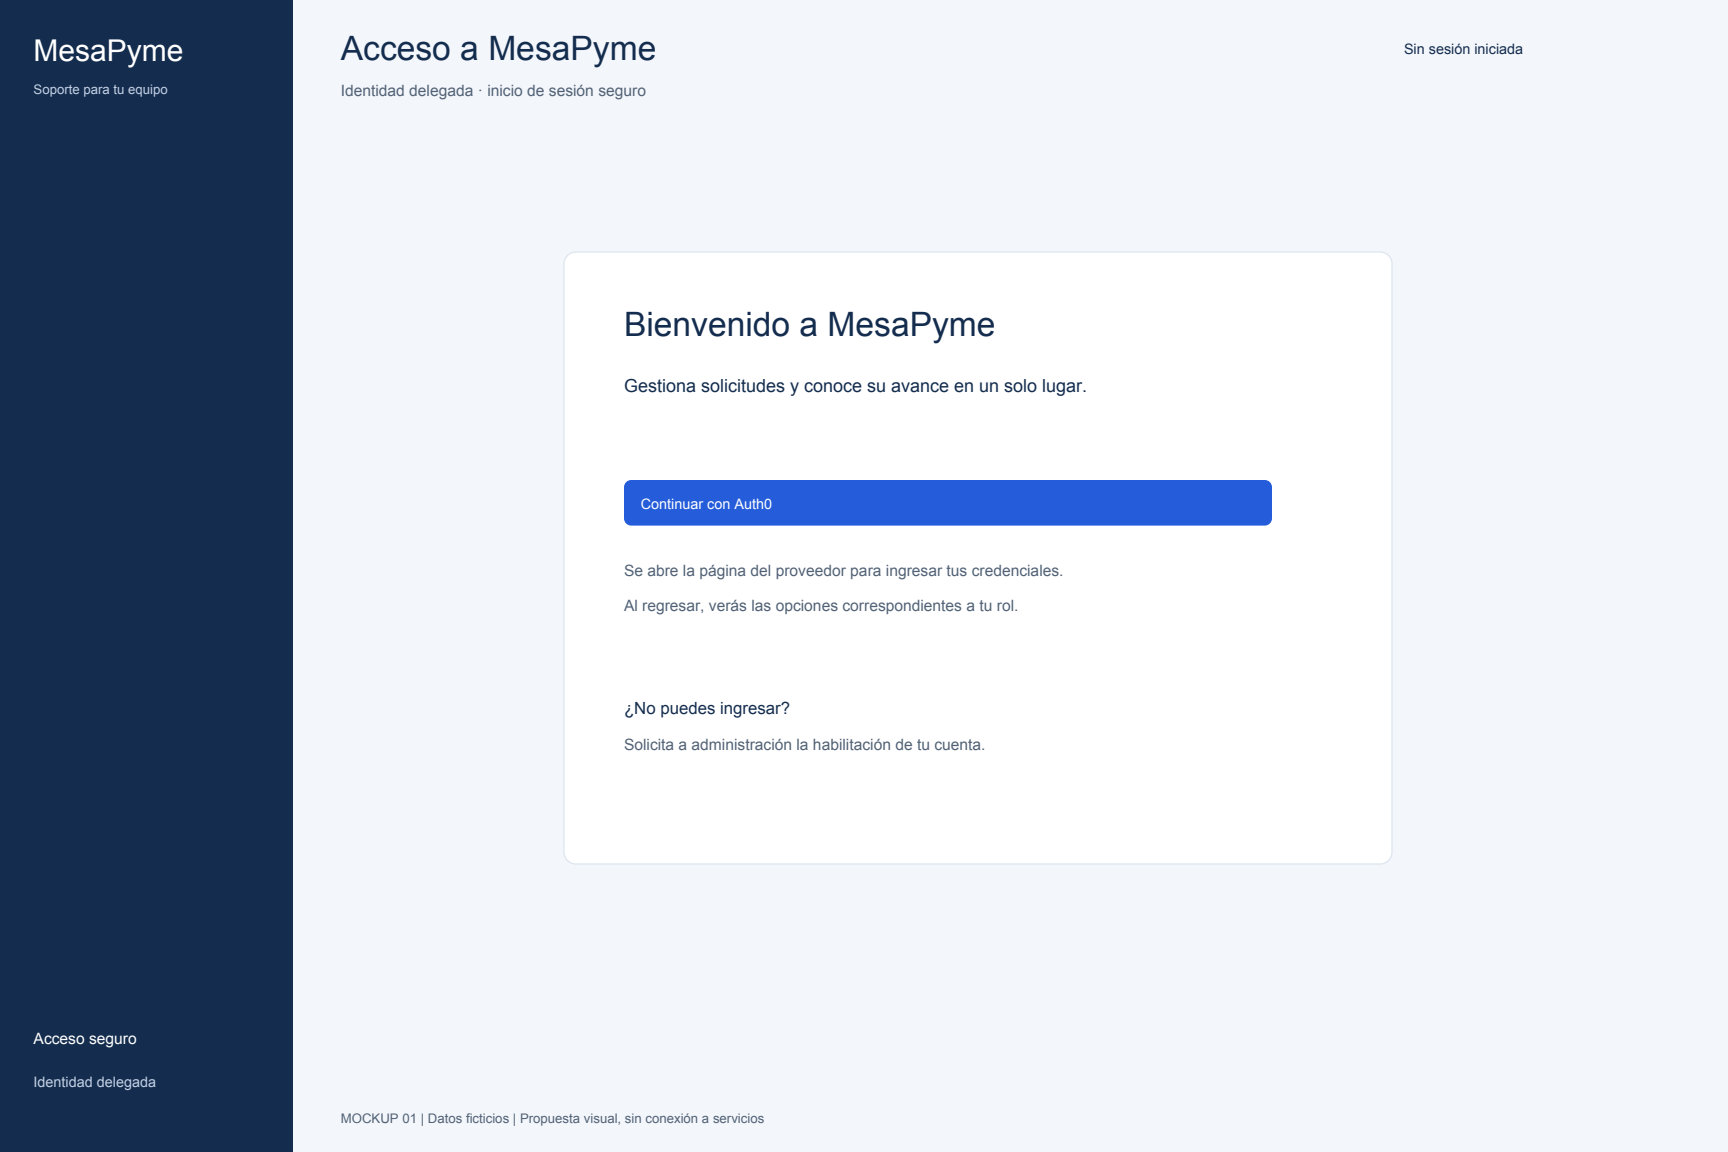 MesaPyme
Soporte para tu equipo
Acceso a MesaPyme
Identidad delegada · inicio de sesión seguro
Sin sesión iniciada
Bienvenido a MesaPyme
Gestiona solicitudes y conoce su avance en un solo lugar.
Continuar con Auth0
Se abre la página del proveedor para ingresar tus credenciales.
Al regresar, verás las opciones correspondientes a tu rol.
¿No puedes ingresar?
Solicita a administración la habilitación de tu cuenta.
Acceso seguro
Identidad delegada
MOCKUP 01 | Datos ficticios | Propuesta visual, sin conexión a servicios